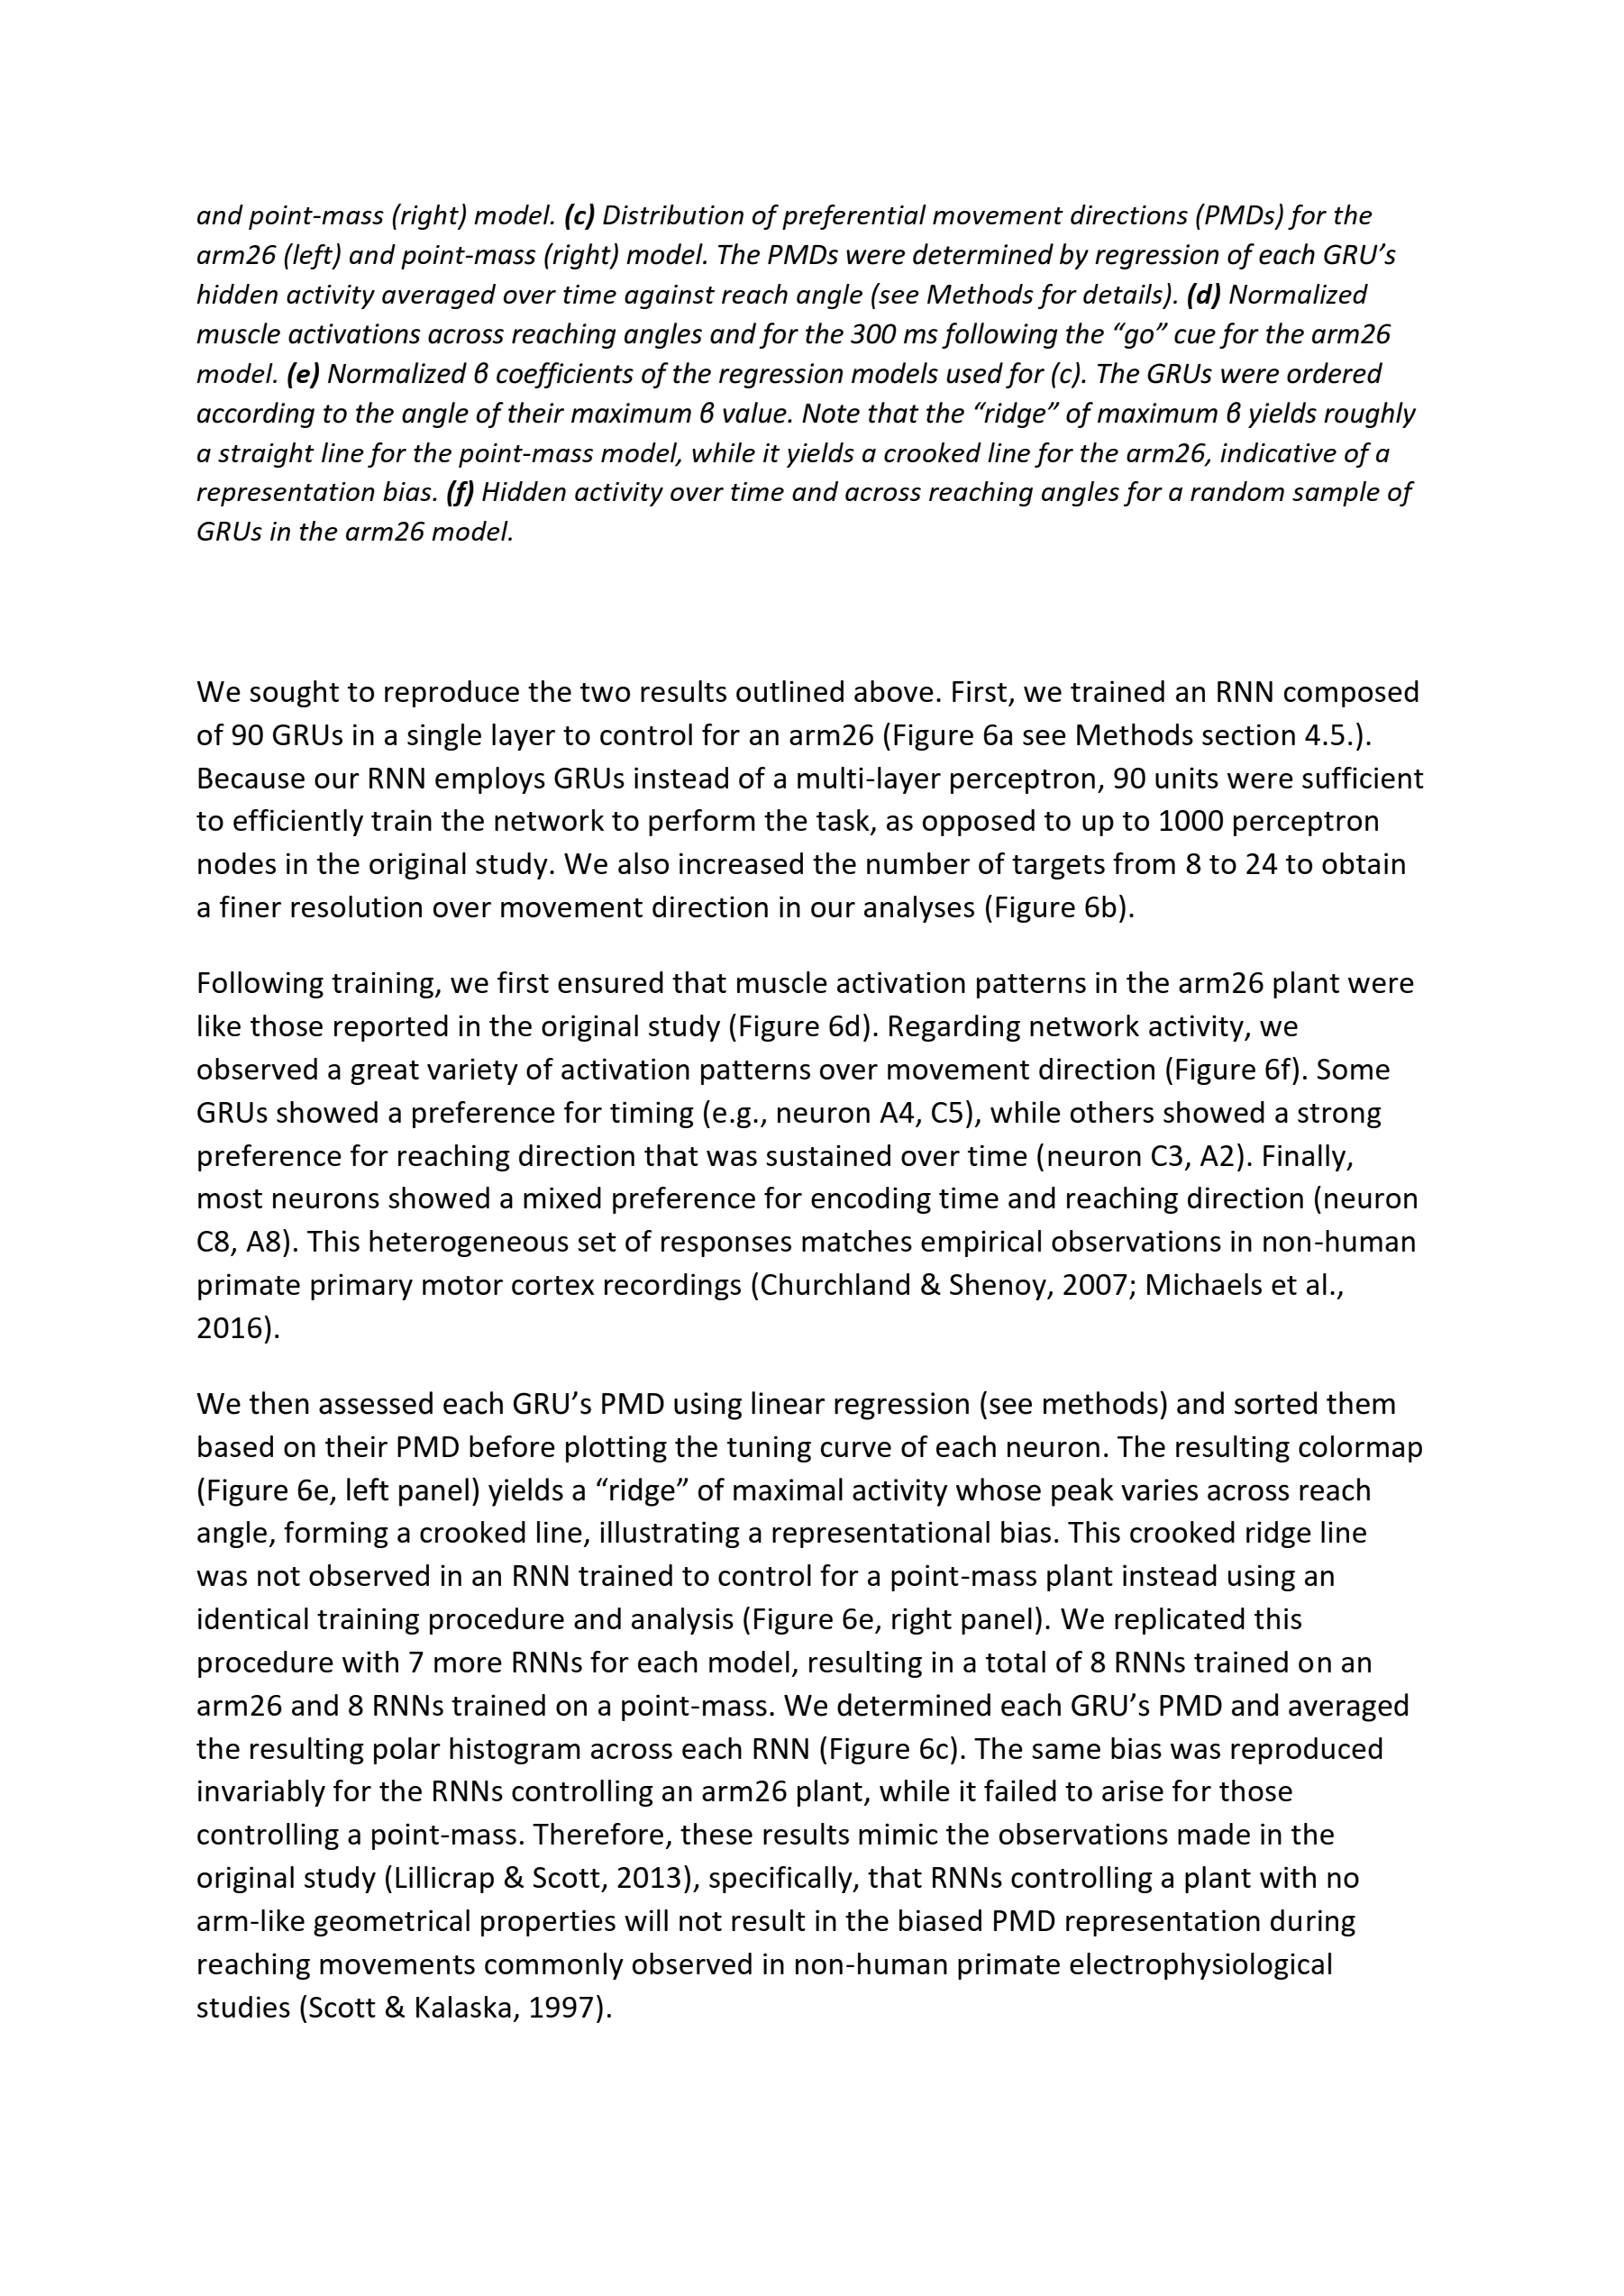 and point-mass (right) model. (c) Distribution of preferential movement directions (PMDs) for the
arm26 (left) and point-mass (right) model. The PMDs were determined by regression of each GRU’s
hidden activity averaged over time against reach angle (see Methods for details). (d) Normalized
muscle activations across reaching angles and for the 300 ms following the “go” cue for the arm26
model. (e) Normalized β coefficients of the regression models used for (c). The GRUs were ordered
according to the angle of their maximum β value. Note that the “ridge” of maximum β yields roughly
a straight line for the point-mass model, while it yields a crooked line for the arm26, indicative of a
representation bias. (f) Hidden activity over time and across reaching angles for a random sample of
GRUs in the arm26 model.
We sought to reproduce the two results outlined above. First, we trained an RNN composed
of 90 GRUs in a single layer to control for an arm26 (Figure 6a see Methods section 4.5.).
Because our RNN employs GRUs instead of a multi-layer perceptron, 90 units were sufficient
to efficiently train the network to perform the task, as opposed to up to 1000 perceptron
nodes in the original study. We also increased the number of targets from 8 to 24 to obtain
a finer resolution over movement direction in our analyses (Figure 6b).
Following training, we first ensured that muscle activation patterns in the arm26 plant were
like those reported in the original study (Figure 6d). Regarding network activity, we
observed a great variety of activation patterns over movement direction (Figure 6f). Some
GRUs showed a preference for timing (e.g., neuron A4, C5), while others showed a strong
preference for reaching direction that was sustained over time (neuron C3, A2). Finally,
most neurons showed a mixed preference for encoding time and reaching direction (neuron
C8, A8). This heterogeneous set of responses matches empirical observations in non-human
primate primary motor cortex recordings (Churchland & Shenoy, 2007; Michaels et al.,
2016).
We then assessed each GRU’s PMD using linear regression (see methods) and sorted them
based on their PMD before plotting the tuning curve of each neuron. The resulting colormap
(Figure 6e, left panel) yields a “ridge” of maximal activity whose peak varies across reach
angle, forming a crooked line, illustrating a representational bias. This crooked ridge line
was not observed in an RNN trained to control for a point-mass plant instead using an
identical training procedure and analysis (Figure 6e, right panel). We replicated this
procedure with 7 more RNNs for each model, resulting in a total of 8 RNNs trained on an
arm26 and 8 RNNs trained on a point-mass. We determined each GRU’s PMD and averaged
the resulting polar histogram across each RNN (Figure 6c). The same bias was reproduced
invariably for the RNNs controlling an arm26 plant, while it failed to arise for those
controlling a point-mass. Therefore, these results mimic the observations made in the
original study (Lillicrap & Scott, 2013), specifically, that RNNs controlling a plant with no
arm-like geometrical properties will not result in the biased PMD representation during
reaching movements commonly observed in non-human primate electrophysiological
studies (Scott & Kalaska, 1997).